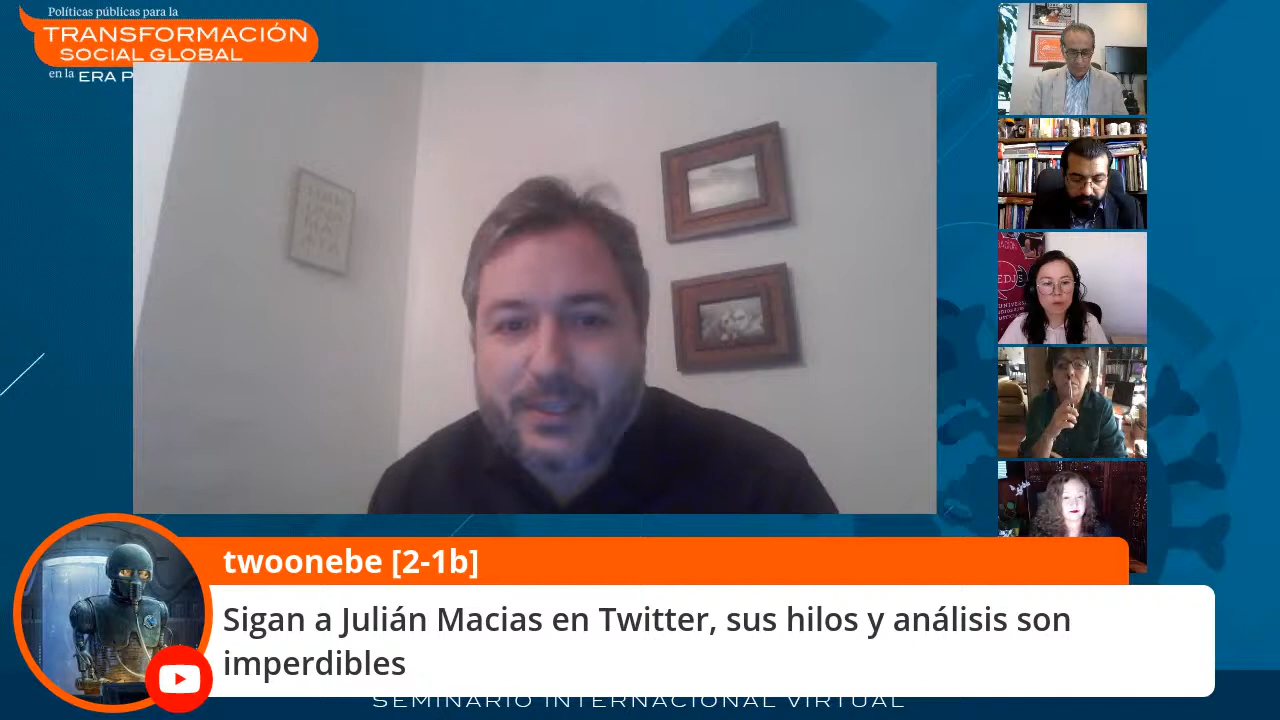 Políticas públicas para la
TRANSFORMACIÓN
SOCIAL GLOBAL
en la ERA P
twoonebe [2-1b]
Sigan a Julián Macias en Twitter, sus hilos y análisis son
imperdibles
SEMINARIO INTERNACIONAL VIRTUAL